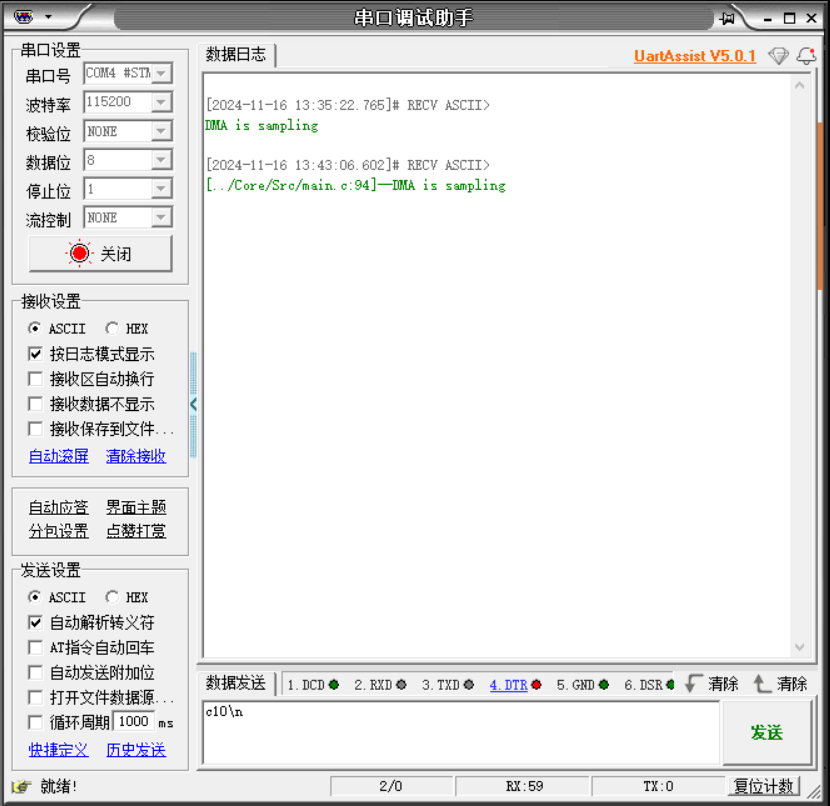 串口调试助手
串口设置
串口号 COM4 #STM
波特率 115200
校验位 NONE
数据位 8
停止位 1
流控制 NONE
关闭
接收设置
ASCII HEX
按日志模式显示
接收区自动换行
接收数据不显示
接收保存到文件...
自动滚屏 清除接收
自动应答 界面主题
分包设置 点赞打赏
发送设置
ASCII HEX
自动解析转义符
AT指令自动回车
自动发送附加位
打开文件数据源...
循环周期 1000 ms
快捷定义 历史发送
数据日志 UartAssist V5.0.1
[2024-11-16 13:35:22.765]# RECV ASCII>
DMA is sampling
[2024-11-16 13:43:06.602]# RECV ASCII>
[../Core/Src/main.c:94]--DMA is sampling
数据发送 1.DCD 2.RXD 3.TXD 4.DTR 5.GND 6.DSR 清除 清除
c10\n
发送
就绪! 2/0 RX:59 TX:0 复位计数